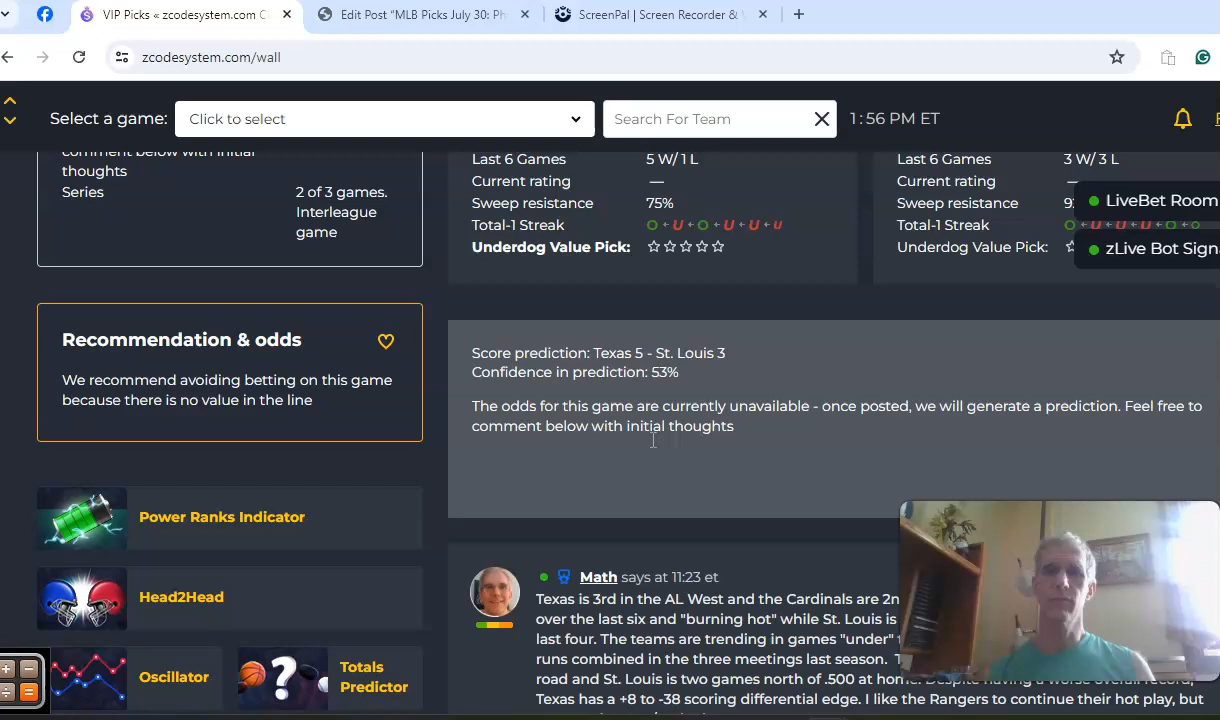 VIP Picks « zcodesystem.com C
Edit Post "MLB Picks July 30: Ph
ScreenPal | Screen Recorder &
zcodesystem.com/wall
Select a game:
Click to select
Search For Team
1:56 PM ET
comment below with initial
thoughts
Series
2 of 3 games.
Interleague
game
Last 6 Games
5 W/ 1 L
Current rating
—
Sweep resistance
75%
Total-1 Streak
O ← U ← O ← U ← U ← U
Underdog Value Pick:
Last 6 Games
3 W/ 3 L
Current rating
Sweep resistance
Total-1 Streak
Underdog Value Pick:
LiveBet Room
zLive Bot Sign
Recommendation & odds
We recommend avoiding betting on this game
because there is no value in the line
Score prediction: Texas 5 - St. Louis 3
Confidence in prediction: 53%
The odds for this game are currently unavailable - once posted, we will generate a prediction. Feel free to
comment below with initial thoughts
Power Ranks Indicator
Head2Head
Oscillator
Totals
Predictor
Math says at 11:23 et
Texas is 3rd in the AL West and the Cardinals are 2n
over the last six and "burning hot" while St. Louis is
last four. The teams are trending in games "under"
runs combined in the three meetings last season. T
road and St. Louis is two games north of .500 at hom
Texas has a +8 to -38 scoring differential edge. I like the Rangers to continue their hot play, but